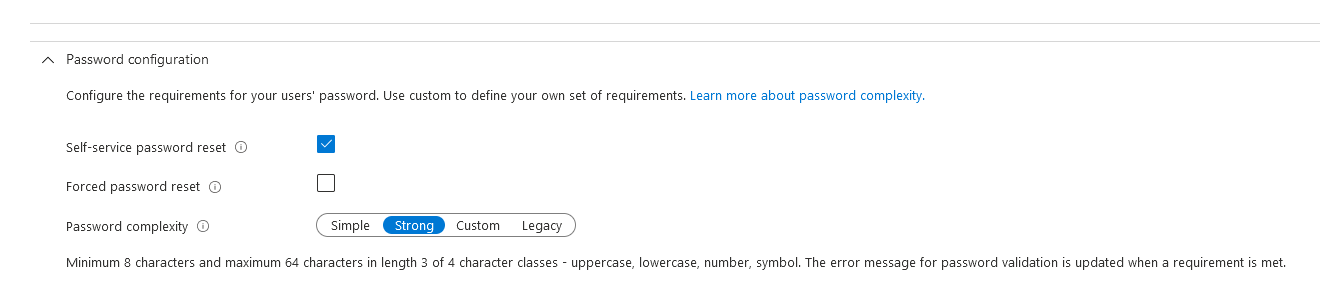 Password configuration
Configure the requirements for your users' password. Use custom to define your own set of requirements. Learn more about password complexity.
Self-service password reset
Forced password reset
Password complexity
Simple Strong Custom Legacy
Minimum 8 characters and maximum 64 characters in length 3 of 4 character classes - uppercase, lowercase, number, symbol. The error message for password validation is updated when a requirement is met.